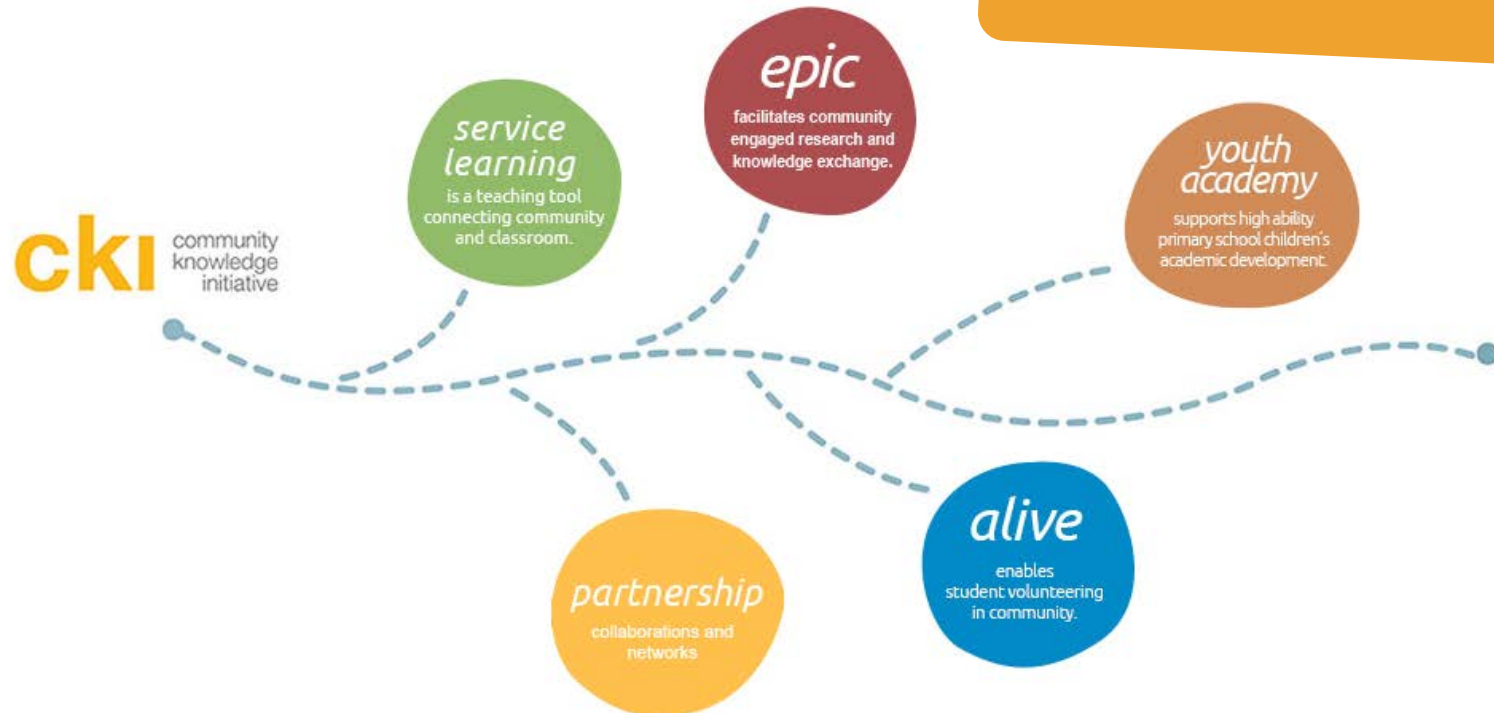 cki
community
knowledge
initiative
service
learning
is a teaching tool
connecting community
and classroom.
epic
facilitates community
engaged research and
knowledge exchange.
youth
academy
supports high ability
primary school children's
academic development.
partnership
collaborations and
networks
alive
enables
student volunteering
in community.